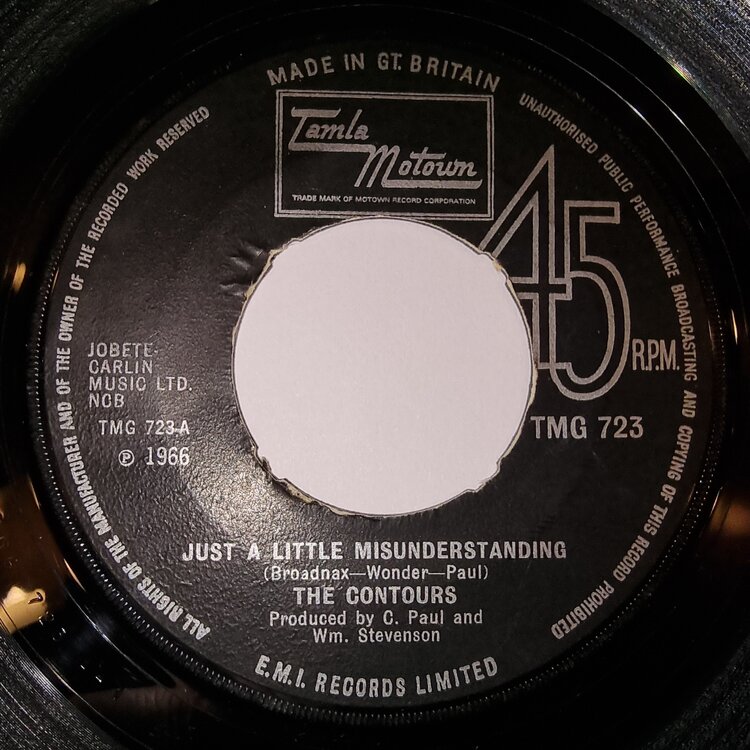 MADE IN GT. BRITAIN
Tamla
Motown
TRADE MARK OF MOTOWN RECORD CORPORATION
45
R.P.M.
JOBETE-
CARLIN
MUSIC LTD.
NCB
TMG 723-A
℗ 1966
TMG 723
JUST A LITTLE MISUNDERSTANDING
(Broadnax—Wonder—Paul)
THE CONTOURS
Produced by C. Paul and
Wm. Stevenson
E.M.I. RECORDS LIMITED
ALL RIGHTS OF THE MANUFACTURER AND OF THE OWNER OF THE RECORDED WORK RESERVED
UNAUTHORISED PUBLIC PERFORMANCE BROADCASTING AND COPYING OF THIS RECORD PROHIBITED